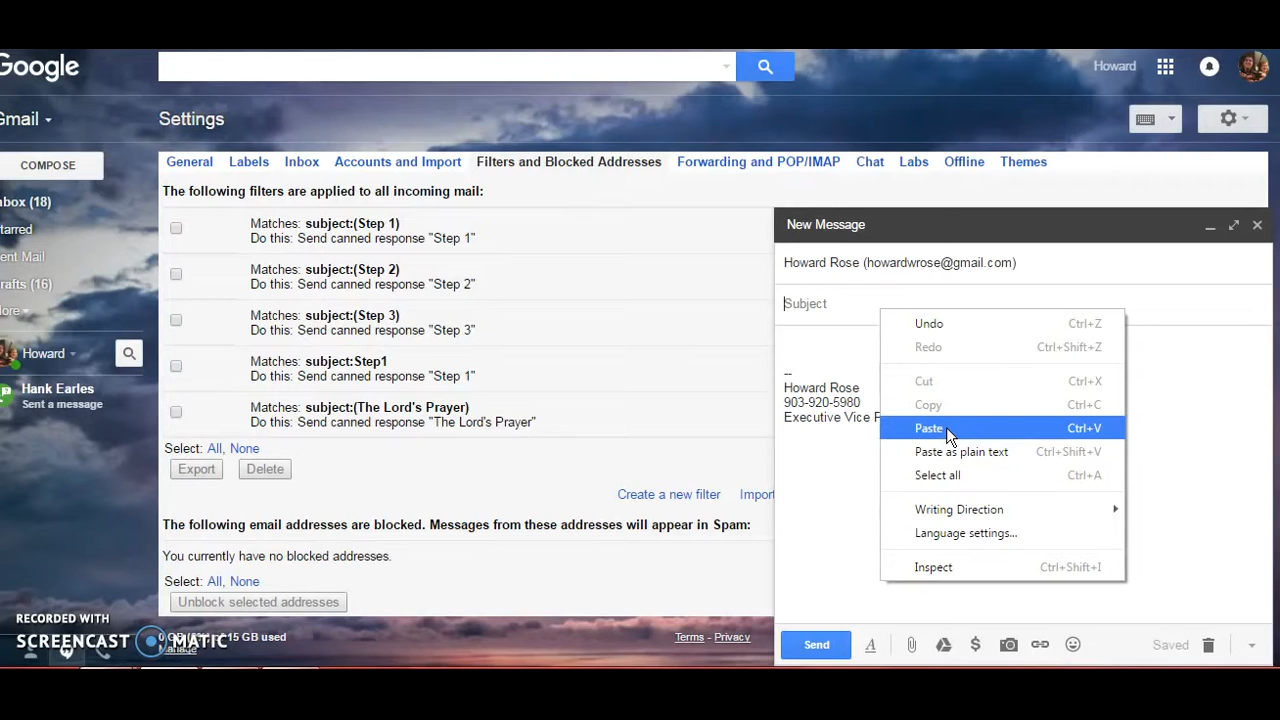 Google
Howard
Gmail
Settings
COMPOSE
General Labels Inbox Accounts and Import Filters and Blocked Addresses Forwarding and POP/IMAP Chat Labs Offline Themes
The following filters are applied to all incoming mail:
nbox (18)
tarred
ent Mail
rafts (16)
ore
Howard
Hank Earles
Sent a message
Matches: subject:(Step 1)
Do this: Send canned response "Step 1"
Matches: subject:(Step 2)
Do this: Send canned response "Step 2"
Matches: subject:(Step 3)
Do this: Send canned response "Step 3"
Matches: subject:Step1
Do this: Send canned response "Step 1"
Matches: subject:(The Lord's Prayer)
Do this: Send canned response "The Lord's Prayer"
Select: All, None
Export Delete
Create a new filter Import
The following email addresses are blocked. Messages from these addresses will appear in Spam:
You currently have no blocked addresses.
Select: All, None
Unblock selected addresses
15 GB used
Manage
Terms - Privacy
New Message
Howard Rose (howardwrose@gmail.com)
Subject
--
Howard Rose
903-920-5980
Executive Vice P
Undo Ctrl+Z
Redo Ctrl+Shift+Z
Cut Ctrl+X
Copy Ctrl+C
Paste Ctrl+V
Paste as plain text Ctrl+Shift+V
Select all Ctrl+A
Writing Direction
Language settings...
Inspect Ctrl+Shift+I
Send
Saved
RECORDED WITH
SCREENCAST MATIC